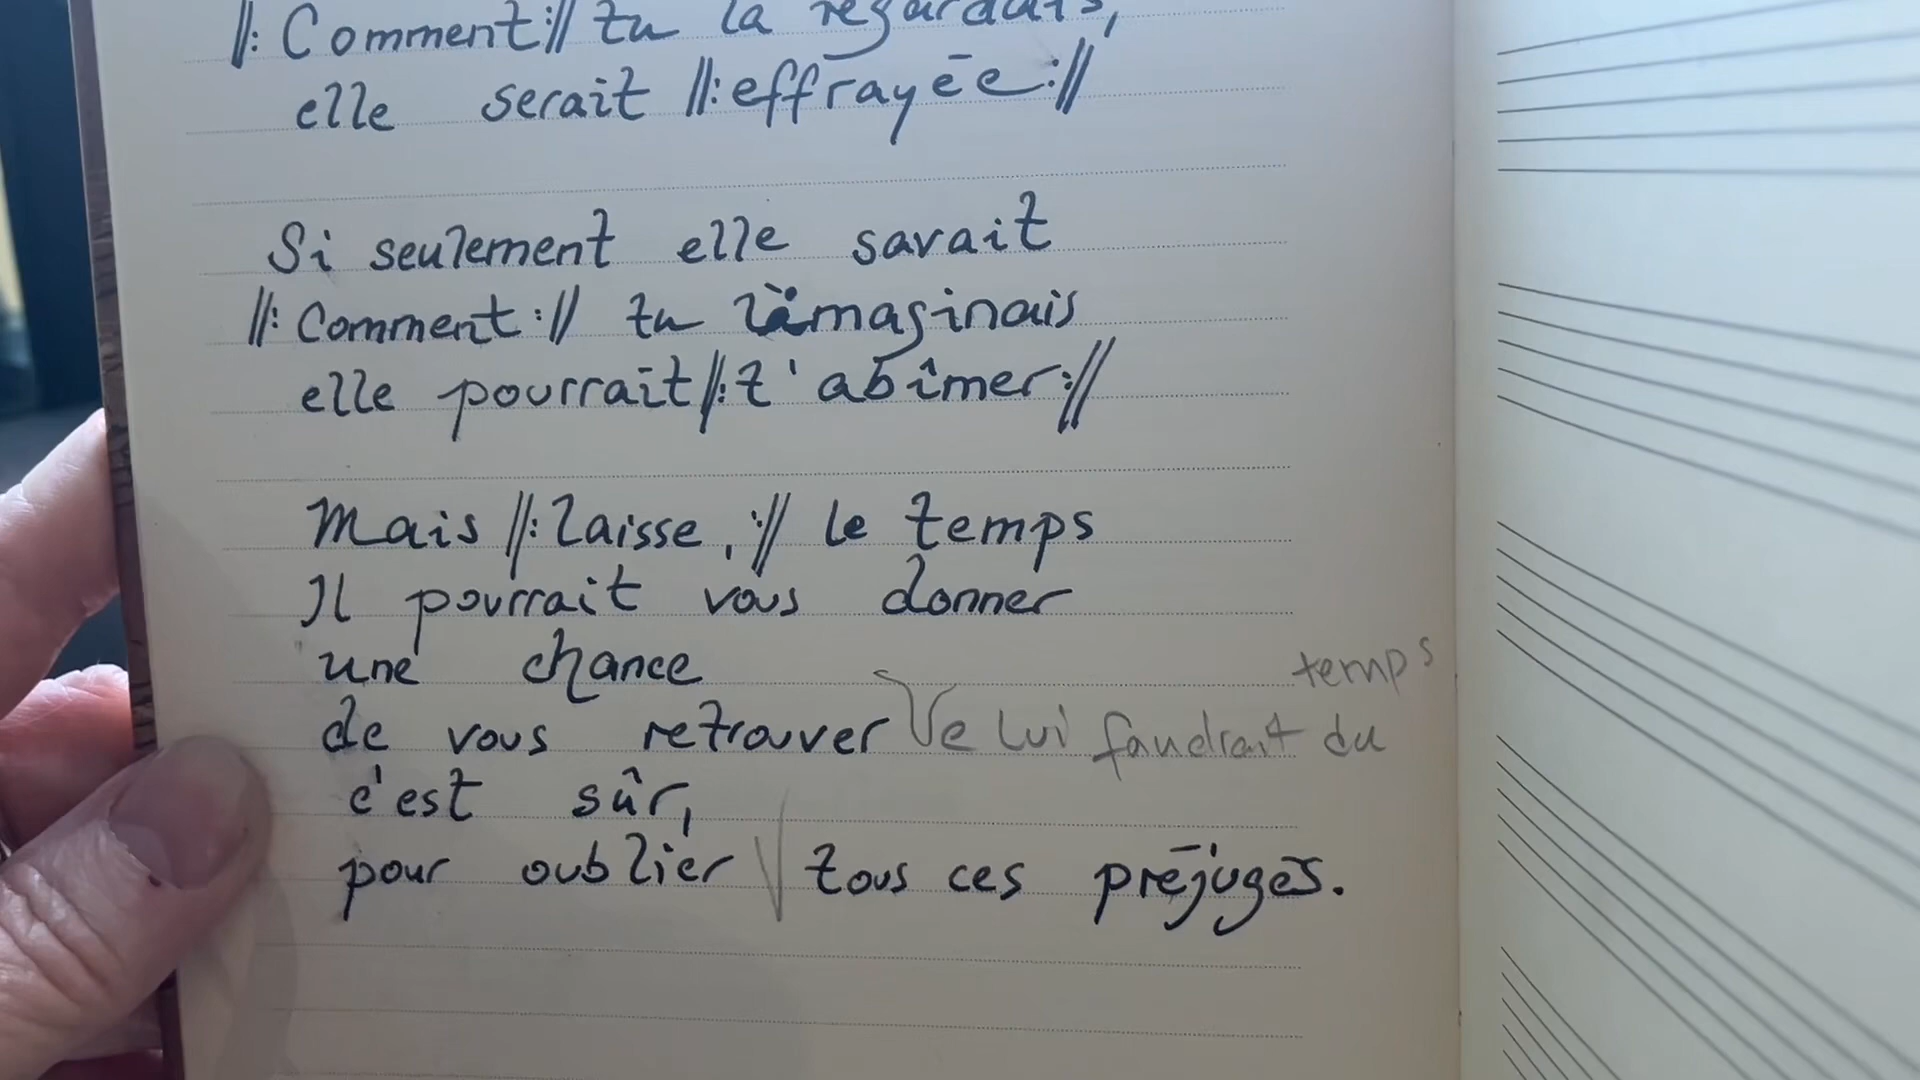 ||: Comment :|| tu la regardais,
elle serait ||: effrayée :||
Si seulement elle savait
||: Comment :|| tu l'imaginais
elle pourrait ||: t'abîmer :||
Mais ||: laisse, :|| le temps
Il pourrait vous donner
une chance
temps
de vous retrouver Ve lui faudrait du
c'est sûr,
pour oublier √ tous ces préjugés.